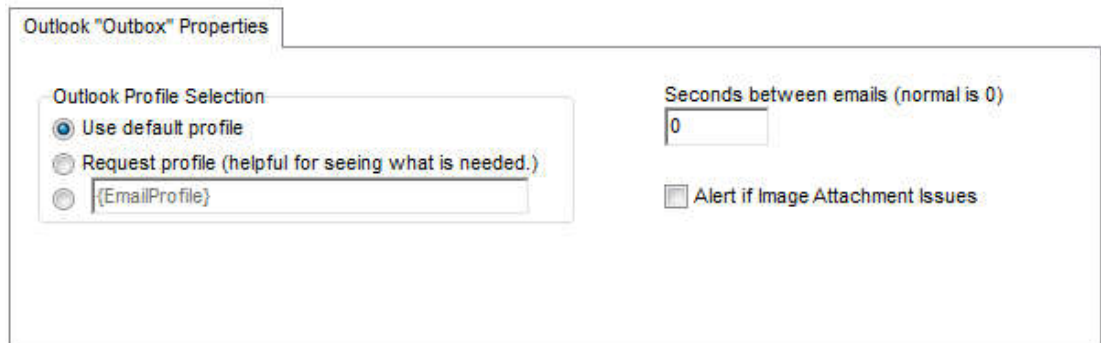 Outlook "Outbox" Properties
Outlook Profile Selection
Use default profile
Request profile (helpful for seeing what is needed.)
{EmailProfile}
Seconds between emails (normal is 0)
0
Alert if Image Attachment Issues